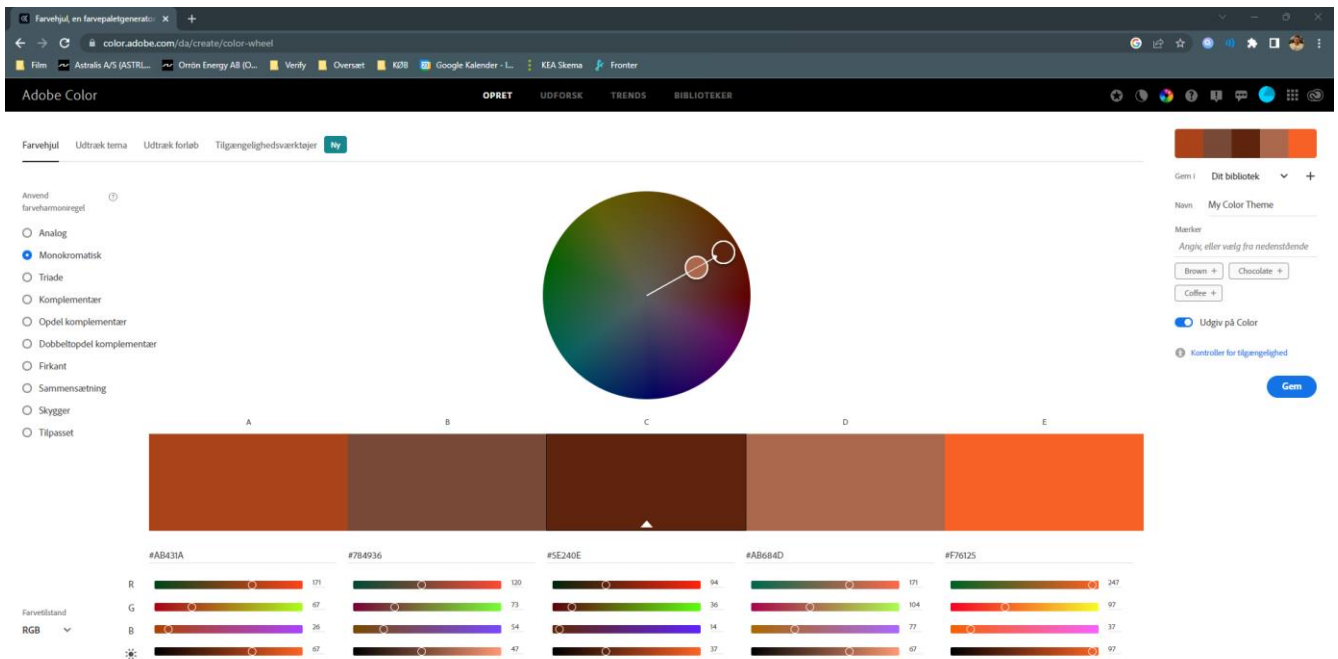 Farvehjul, en farvepaletgenerator
color.adobe.com/da/create/color-wheel
Film Astralis A/S (ASTRL... Orrön Energy AB (O... Verify Oversæt KØB Google Kalender - I... KEA Skema Fronter
Adobe Color OPRET UDFORSK TRENDS BIBLIOTEKER
Farvehjul Udtræk tema Udtræk forløb Tilgængelighedsværktøjer Ny
Gem i Dit bibliotek
Anvend
farveharmoniregel
Navn My Color Theme
Mærker
Angiv, eller vælg fra nedenstående
Brown + Chocolate +
Coffee +
Udgiv på Color
Kontroller for tilgængelighed
Gem
Analog
Monokromatisk
Triade
Komplementær
Opdel komplementær
Dobbeltopdel komplementær
Firkant
Sammensætning
Skygger
Tilpasset
A B C D E
#AB431A #784936 #5E240E #AB684D #F76125
R 171 120 94 171 247
Farvetilstand
G 67 73 36 104 97
RGB
B 26 54 14 77 37
67 47 37 67 97